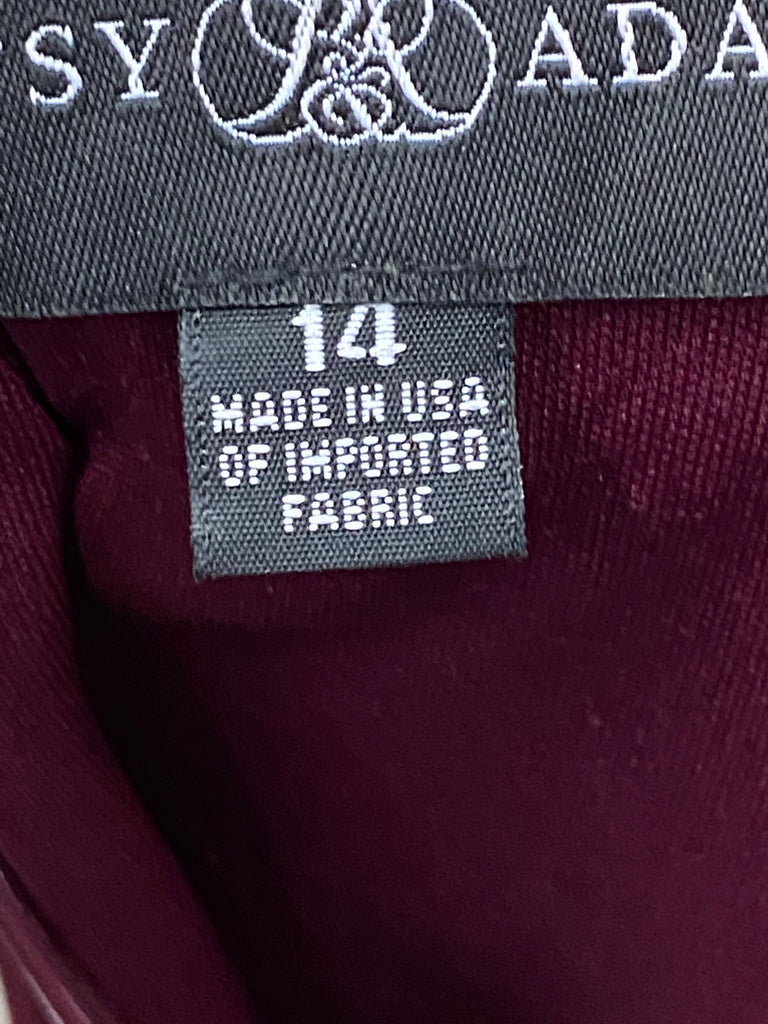 SY ADA
14
MADE IN USA
OF IMPORTED
FABRIC